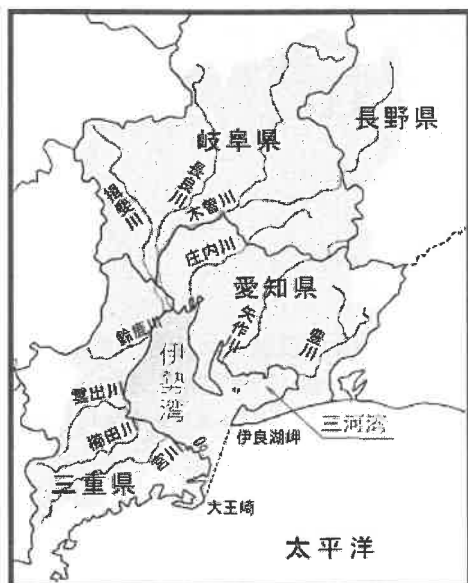 長野県
岐阜県
揖斐川
長良川
木曽川
庄内川
愛知県
矢作川
豊川
鈴鹿川
伊勢湾
雲出川
櫛田川
宮川
三重県
伊良湖岬
三河湾
大王崎
太平洋